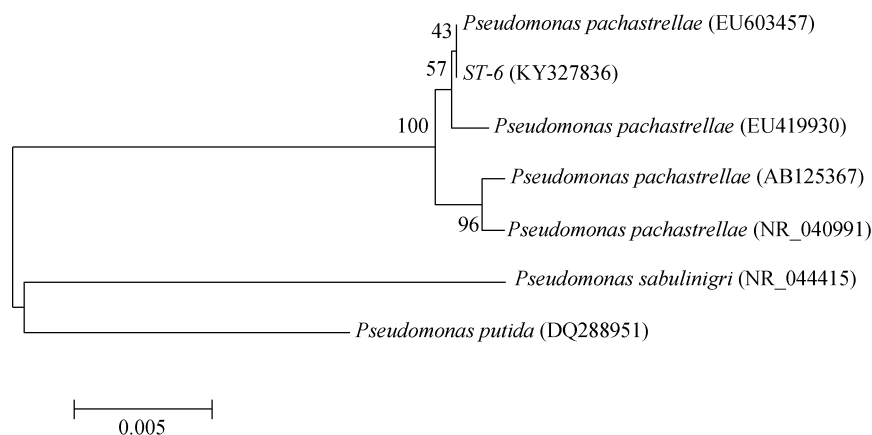 43
Pseudomonas pachastrellae (EU603457)
57
ST-6 (KY327836)
100
Pseudomonas pachastrellae (EU419930)
Pseudomonas pachastrellae (AB125367)
96
Pseudomonas pachastrellae (NR_040991)
Pseudomonas sabulinigri (NR_044415)
Pseudomonas putida (DQ288951)
0.005